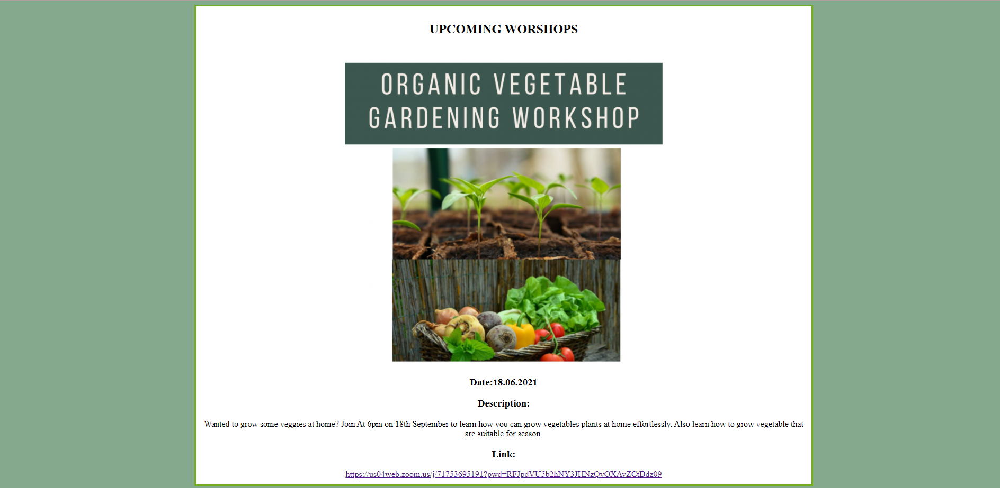 UPCOMING WORSHOPS
ORGANIC VEGETABLE
GARDENING WORKSHOP
Date:18.06.2021
Description:
Wanted to grow some veggies at home? Join At 6pm on 18th September to learn how you can grow vegetables plants at home effortlessly. Also learn how to grow vegetable that
are suitable for season.
Link:
https://us04web.zoom.us/j/71753695191?pwd=RFJpdVU5b2hNY3JHNzQvOXAvZCtDdz09